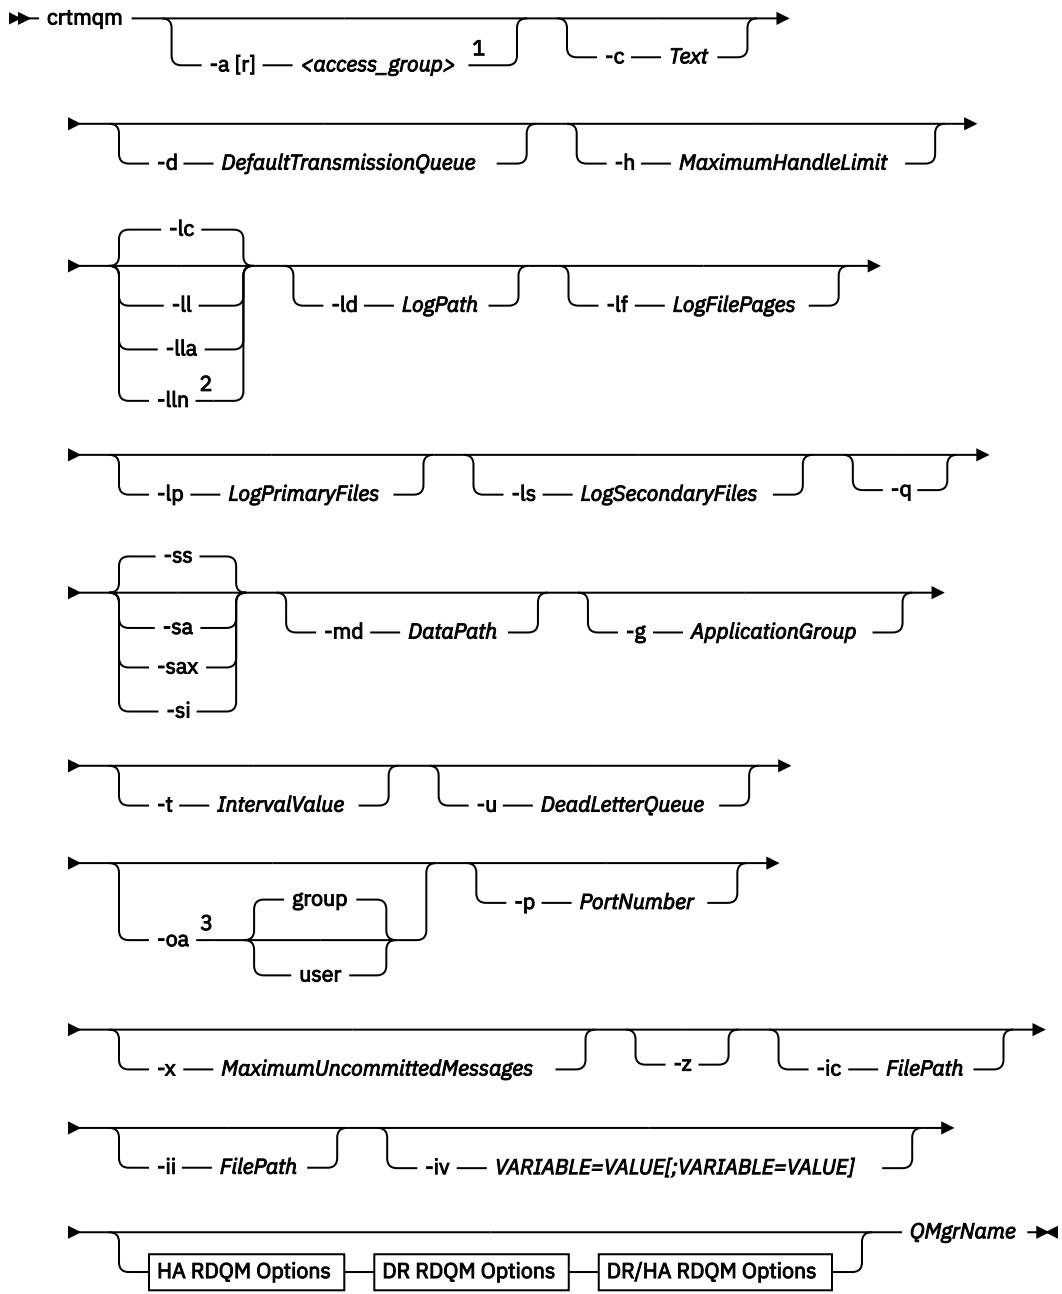 crtmqm
-a [r] <access_group> 1 -c Text
-d DefaultTransmissionQueue -h MaximumHandleLimit
-lc
-ll -ld LogPath -lf LogFilePages
-lla
-lln 2
-lp LogPrimaryFiles -ls LogSecondaryFiles -q
-ss
-sa -md DataPath -g ApplicationGroup
-sax
-si
-t IntervalValue -u DeadLetterQueue
group -p PortNumber
-oa 3
user
-x MaximumUncommittedMessages -z -ic FilePath
-ii FilePath -iv VARIABLE=VALUE[;VARIABLE=VALUE]
QMgrName
HA RDQM Options DR RDQM Options DR/HA RDQM Options